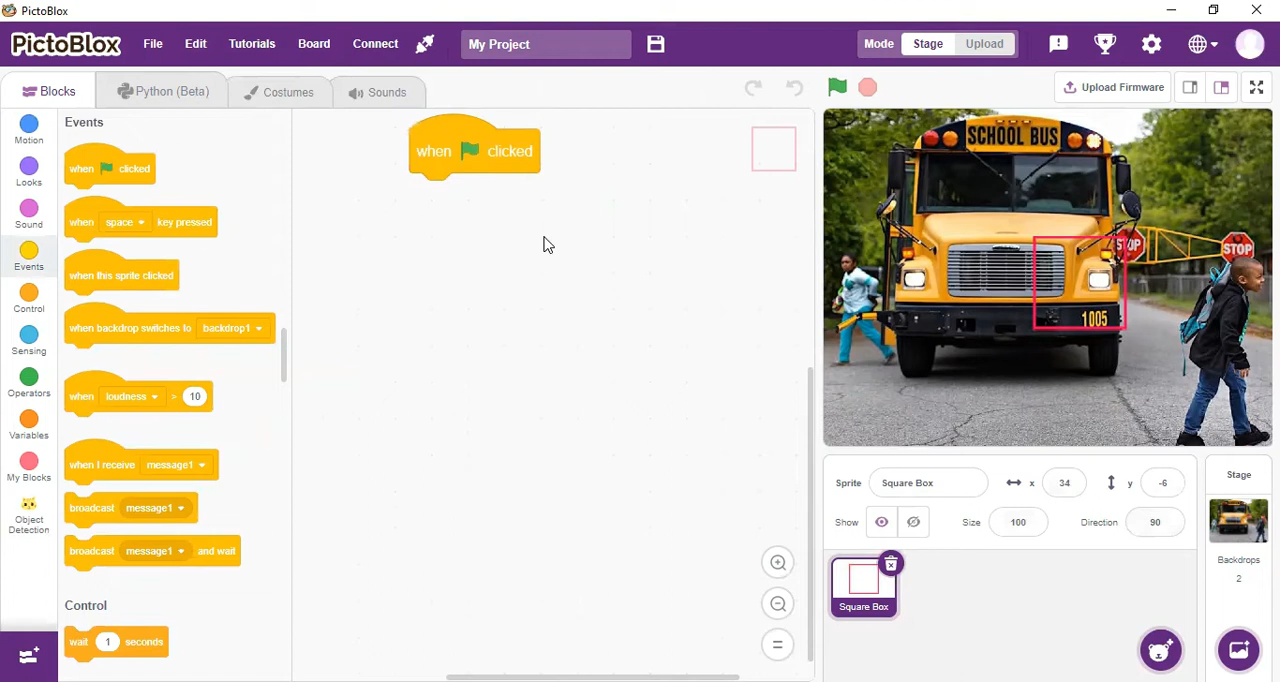 PictoBlox
PictoBlox File Edit Tutorials Board Connect My Project Mode Stage Upload
Blocks Python (Beta) Costumes Sounds Upload Firmware
Motion
Looks
Sound
Events
Control
Sensing
Operators
Variables
My Blocks
Object
Detection
Events
when clicked
when space key pressed
when this sprite clicked
when backdrop switches to backdrop1
when loudness > 10
when I receive message1
broadcast message1
broadcast message1 and wait
Control
wait 1 seconds
when clicked
SCHOOL BUS
STOP
STOP
1005
Sprite Square Box x 34 y -6
Show Size 100 Direction 90
Square Box
Stage
Backdrops
2